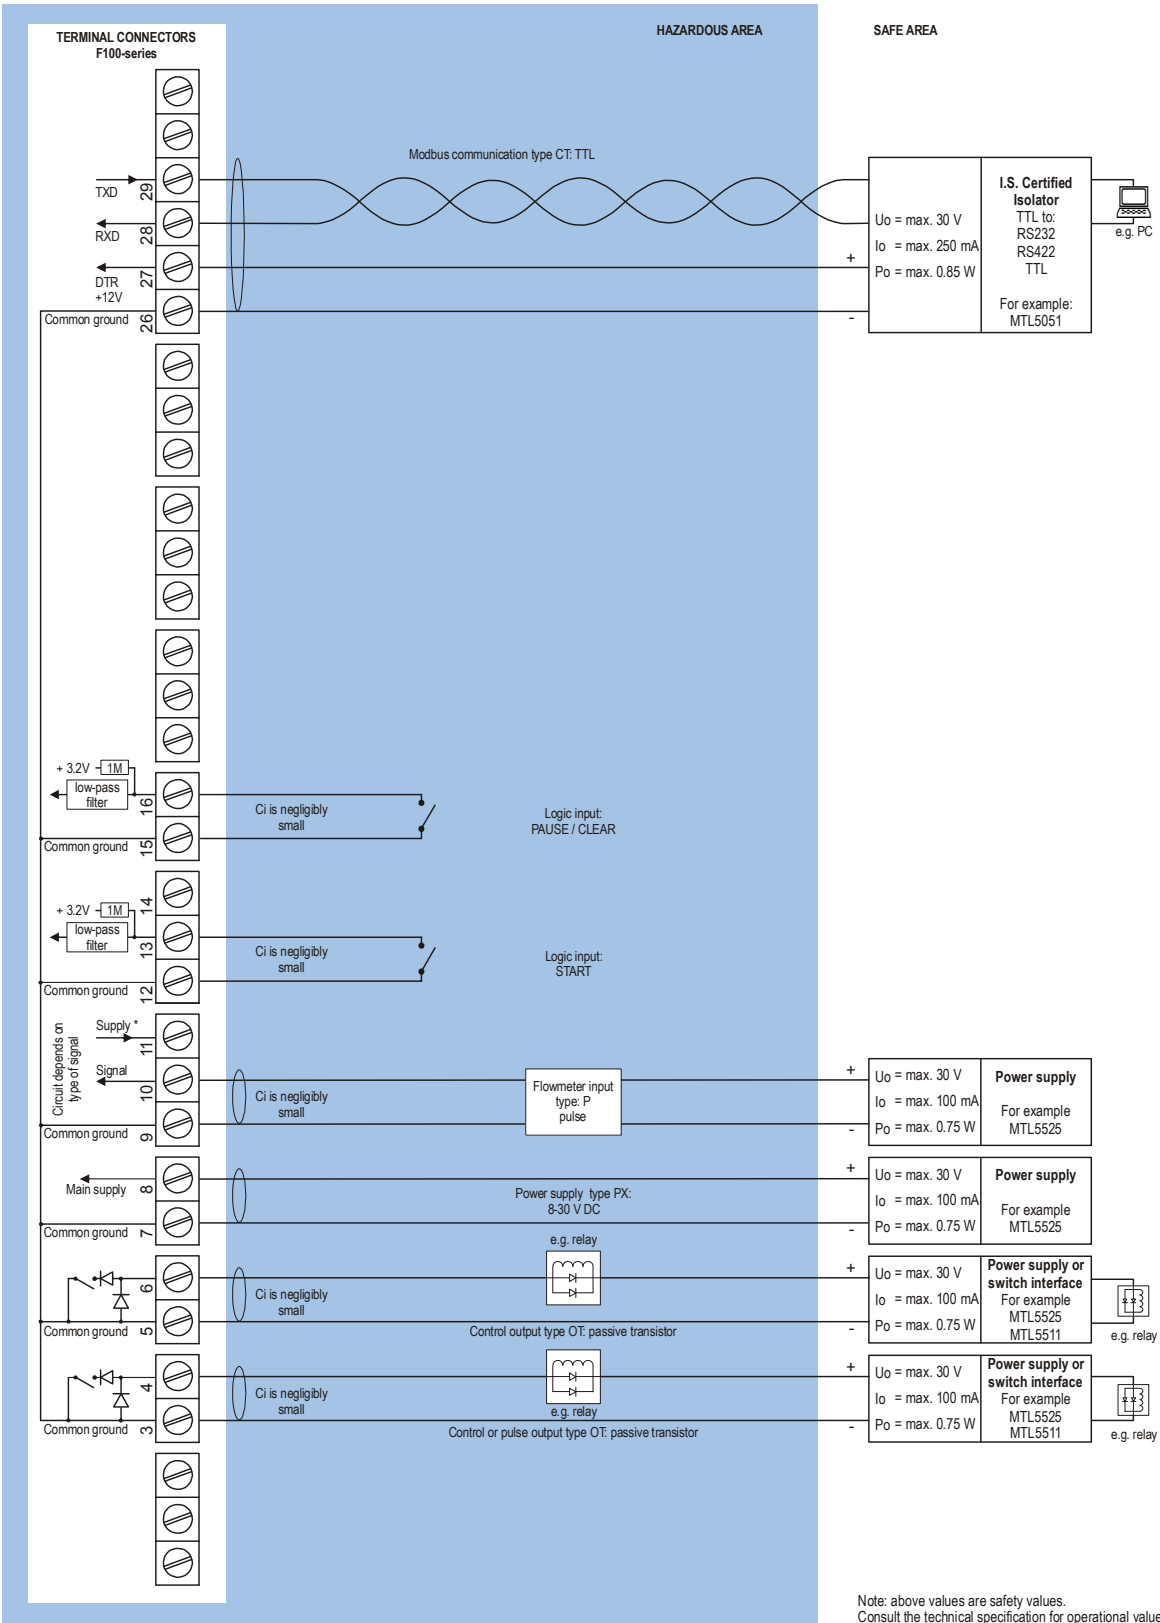 TERMINAL CONNECTORS
F100-series
HAZARDOUS AREA
SAFE AREA
Modbus communication type CT: TTL
TXD
29
RXD
28
DTR
+12V
27
Common ground
26
+
-
Uo = max. 30 V
Io = max. 250 mA
Po = max. 0.85 W
I.S. Certified
Isolator
TTL to:
RS232
RS422
TTL
For example:
MTL5051
e.g. PC
+ 3.2V
1M
low-pass
filter
16
Common ground
15
Ci is negligibly
small
Logic input:
PAUSE / CLEAR
14
+ 3.2V
1M
low-pass
filter
13
Common ground
12
Ci is negligibly
small
Logic input:
START
Circuit depends on
type of signal
Supply *
11
Signal
10
Common ground
9
Ci is negligibly
small
Flowmeter input
type: P
pulse
+
-
Uo = max. 30 V
Io = max. 100 mA
Po = max. 0.75 W
Power supply
For example
MTL5525
Main supply
8
Common ground
7
Power supply type PX:
8-30 V DC
+
-
Uo = max. 30 V
Io = max. 100 mA
Po = max. 0.75 W
Power supply
For example
MTL5525
6
Common ground
5
Ci is negligibly
small
e.g. relay
Control output type OT: passive transistor
+
-
Uo = max. 30 V
Io = max. 100 mA
Po = max. 0.75 W
Power supply or
switch interface
For example
MTL5525
MTL5511
e.g. relay
4
Common ground
3
Ci is negligibly
small
e.g. relay
Control or pulse output type OT: passive transistor
+
-
Uo = max. 30 V
Io = max. 100 mA
Po = max. 0.75 W
Power supply or
switch interface
For example
MTL5525
MTL5511
e.g. relay
Note: above values are safety values.
Consult the technical specification for operational value